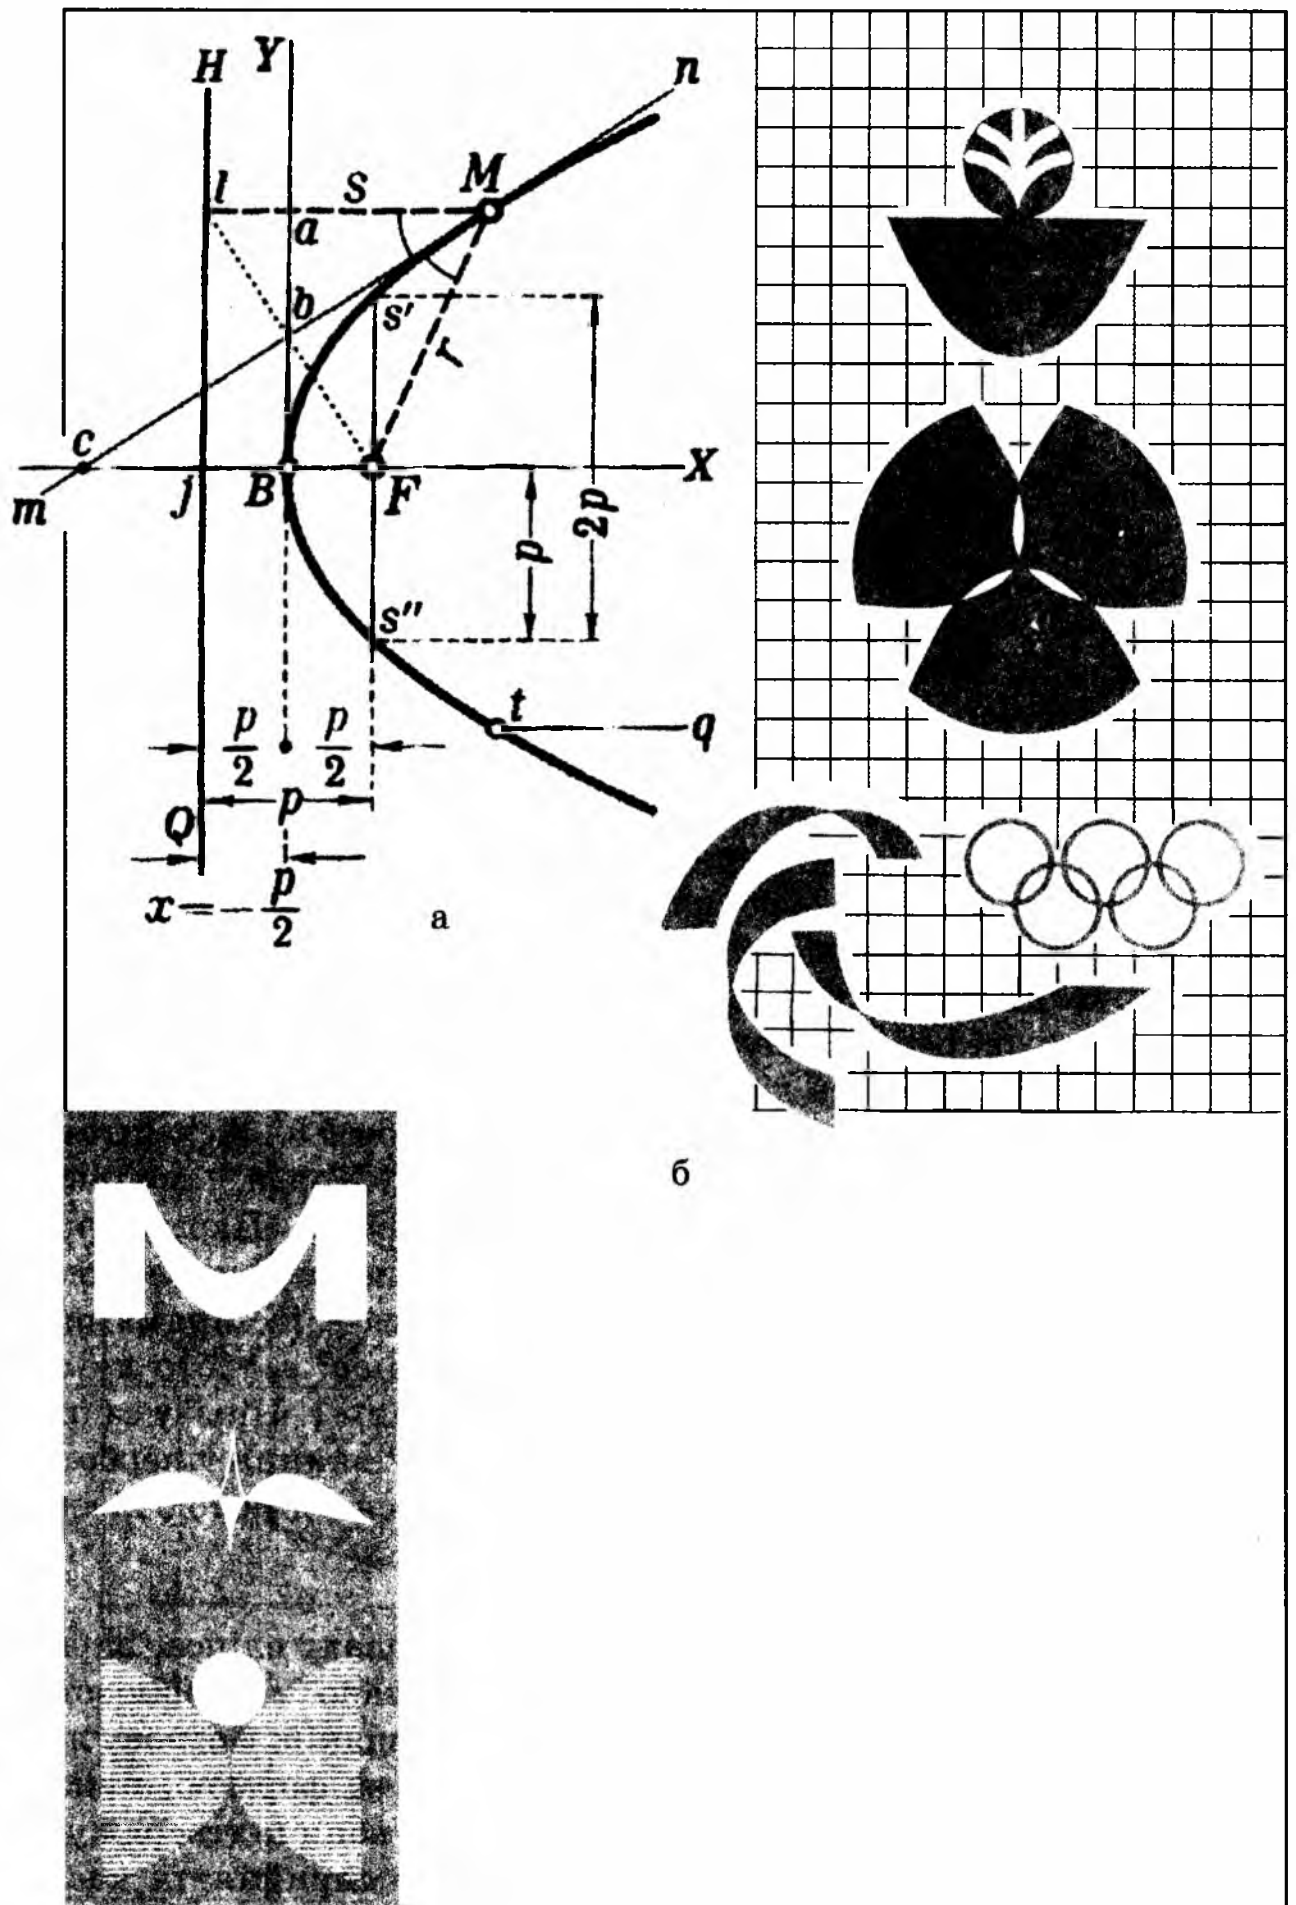 H Y n
l S M
a
b s'
r
c
X
m j B F
p 2p
s"
t q
p/2 p/2
Q p
x = - p/2
а
б